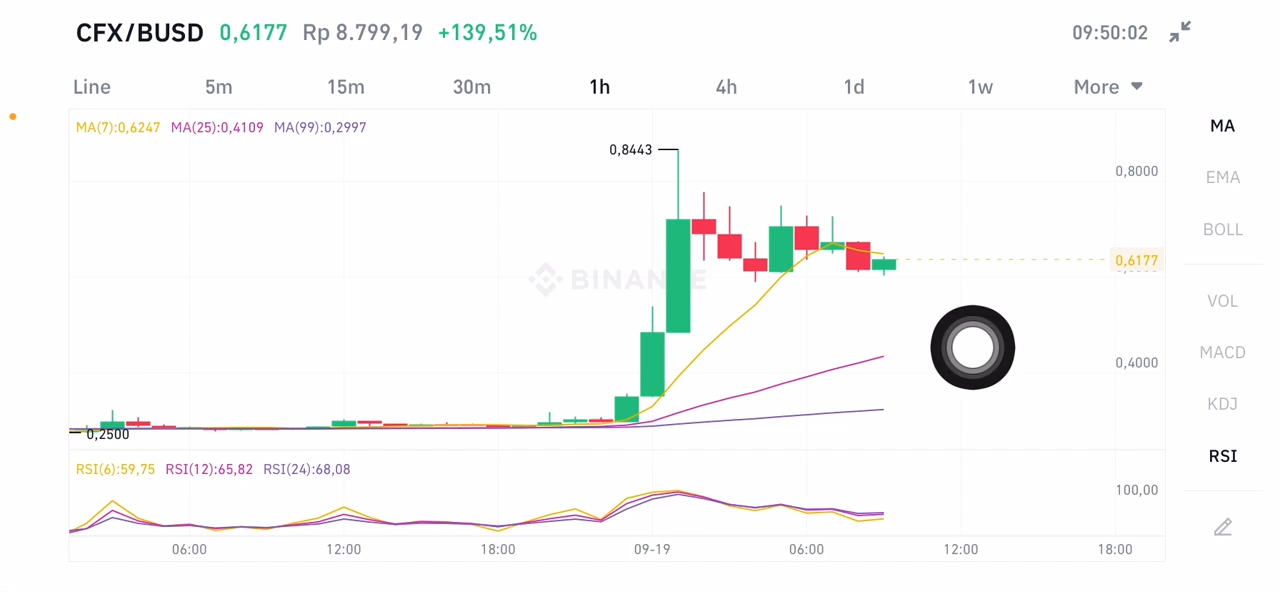 CFX/BUSD 0,6177 Rp 8.799,19 +139,51% 09:50:02
Line 5m 15m 30m 1h 4h 1d 1w More
MA(7):0,6247 MA(25):0,4109 MA(99):0,2997
MA
0,8443
0,8000
EMA
BOLL
0,6177
BINANCE
VOL
MACD
0,4000
KDJ
0,2500
RSI
RSI(6):59,75 RSI(12):65,82 RSI(24):68,08
100,00
06:00 12:00 18:00 09-19 06:00 12:00 18:00